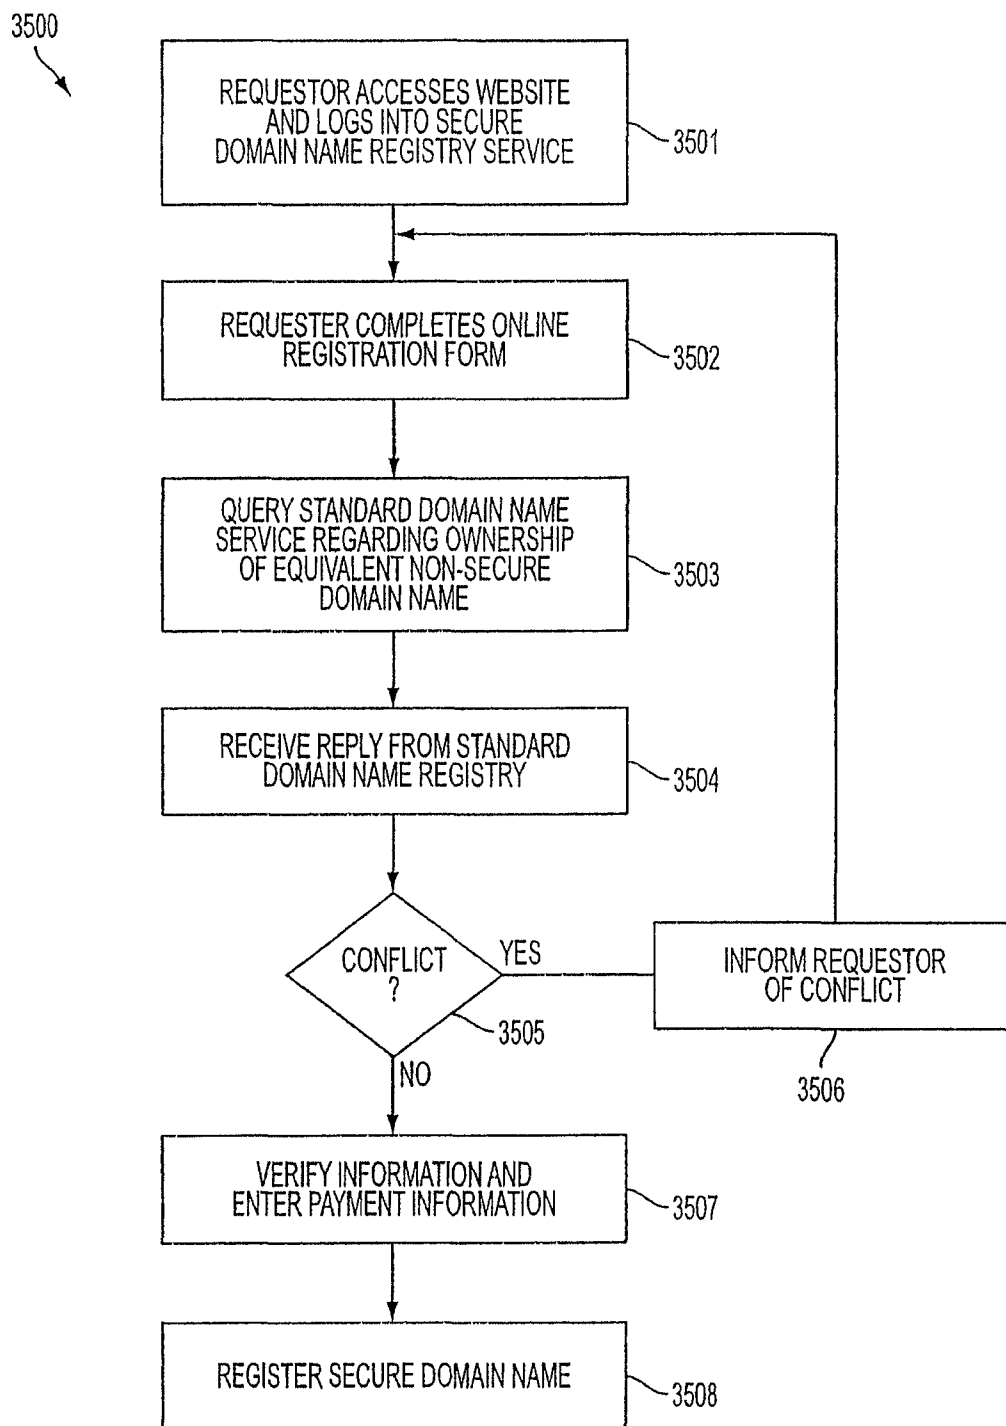 3500
REQUESTOR ACCESSES WEBSITE
AND LOGS INTO SECURE
DOMAIN NAME REGISTRY SERVICE
3501
REQUESTER COMPLETES ONLINE
REGISTRATION FORM
3502
QUERY STANDARD DOMAIN NAME
SERVICE REGARDING OWNERSHIP
OF EQUIVALENT NON-SECURE
DOMAIN NAME
3503
RECEIVE REPLY FROM STANDARD
DOMAIN NAME REGISTRY
3504
CONFLICT
?
YES
3505
INFORM REQUESTOR
OF CONFLICT
3506
NO
VERIFY INFORMATION AND
ENTER PAYMENT INFORMATION
3507
REGISTER SECURE DOMAIN NAME
3508